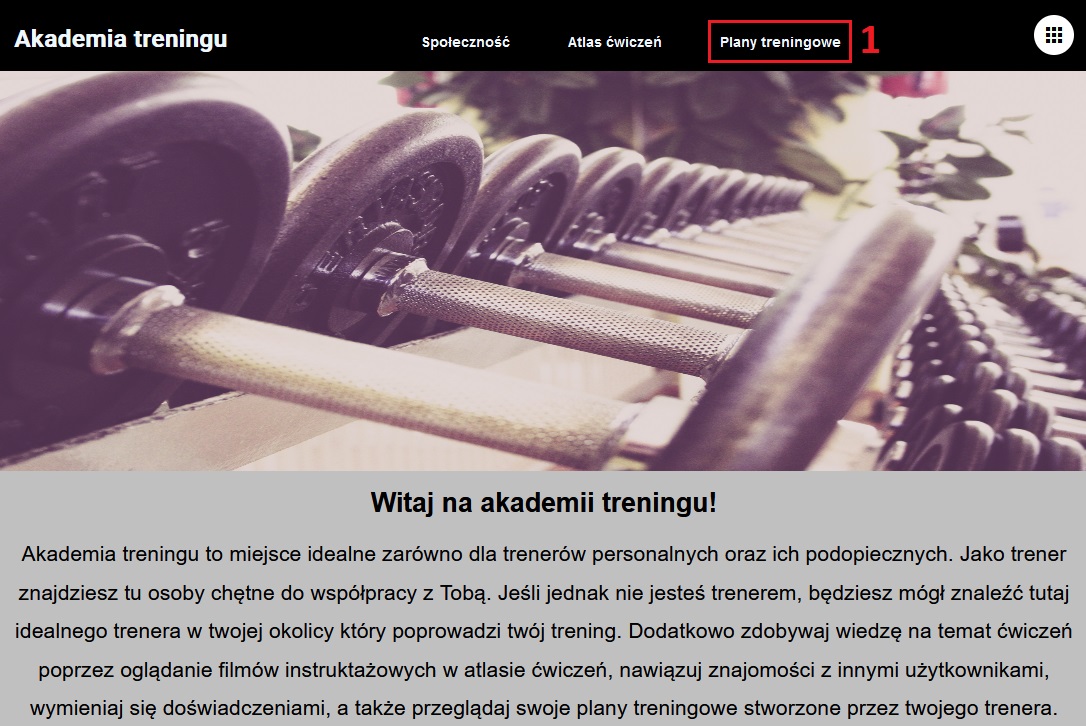 Akademia treningu
Społeczność Atlas ćwiczeń Plany treningowe 1
Witaj na akademii treningu!
Akademia treningu to miejsce idealne zarówno dla trenerów personalnych oraz ich podopiecznych. Jako trener
znajdziesz tu osoby chętne do współpracy z Tobą. Jeśli jednak nie jesteś trenerem, będziesz mógł znaleźć tutaj
idealnego trenera w twojej okolicy który poprowadzi twój trening. Dodatkowo zdobywaj wiedzę na temat ćwiczeń
poprzez oglądanie filmów instruktażowych w atlasie ćwiczeń, nawiązuj znajomości z innymi użytkownikami,
wymieniaj się doświadczeniami, a także przeglądaj swoje plany treningowe stworzone przez twojego trenera.